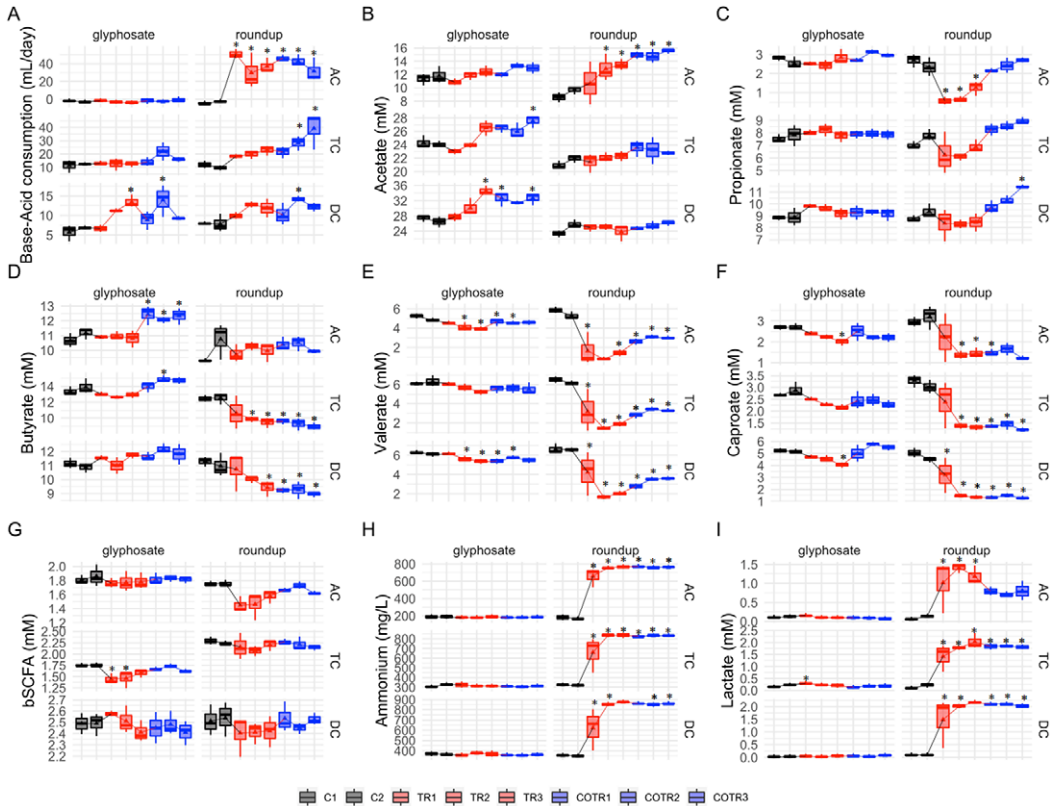 A
B
C
glyphosate
roundup
glyphosate
roundup
glyphosate
roundup
Base-Acid consumption (mL/day)
40
20
0
AC
50
40
30
20
10
TC
15
10
5
DC
Acetate (mM)
16
14
12
10
8
AC
28
26
24
22
20
TC
36
32
28
24
DC
Propionate (mM)
3
2
1
AC
9
8
7
6
5
TC
11
10
9
8
7
DC
D
E
F
glyphosate
roundup
glyphosate
roundup
glyphosate
roundup
Butyrate (mM)
13
12
11
10
AC
14
12
10
TC
12
11
10
9
DC
Valerate (mM)
6
4
2
AC
6
4
2
TC
6
4
2
DC
Caproate (mM)
3
2
1
AC
3.5
3.0
2.5
2.0
1.5
TC
6
5
4
3
2
1
DC
G
H
I
glyphosate
roundup
glyphosate
roundup
glyphosate
roundup
bSCFA (mM)
2.0
1.8
1.6
1.4
1.2
AC
2.50
2.25
2.00
1.75
1.50
1.25
TC
2.7
2.6
2.5
2.4
2.3
2.2
DC
Ammonium (mg/L)
800
700
600
500
400
300
200
AC
800
700
600
500
400
300
TC
900
800
700
600
500
400
DC
Lactate (mM)
1.5
1.0
0.5
0.0
AC
2.5
2.0
1.5
1.0
0.5
0.0
TC
2.0
1.5
1.0
0.5
0.0
DC
C1 C2 TR1 TR2 TR3 COTR1 COTR2 COTR3